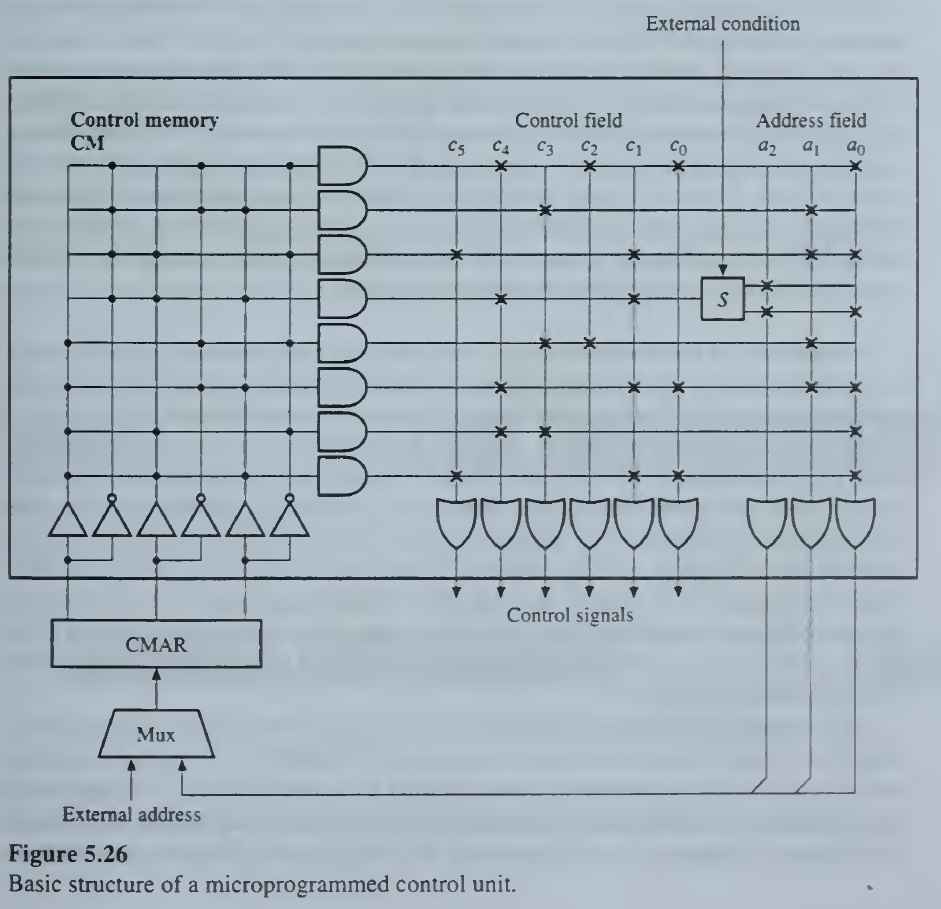 External condition
Control memory
CM
Control field
Address field
c5 c4 c3 c2 c1 c0
a2 a1 a0
S
Control signals
CMAR
Mux
External address
Figure 5.26
Basic structure of a microprogrammed control unit.